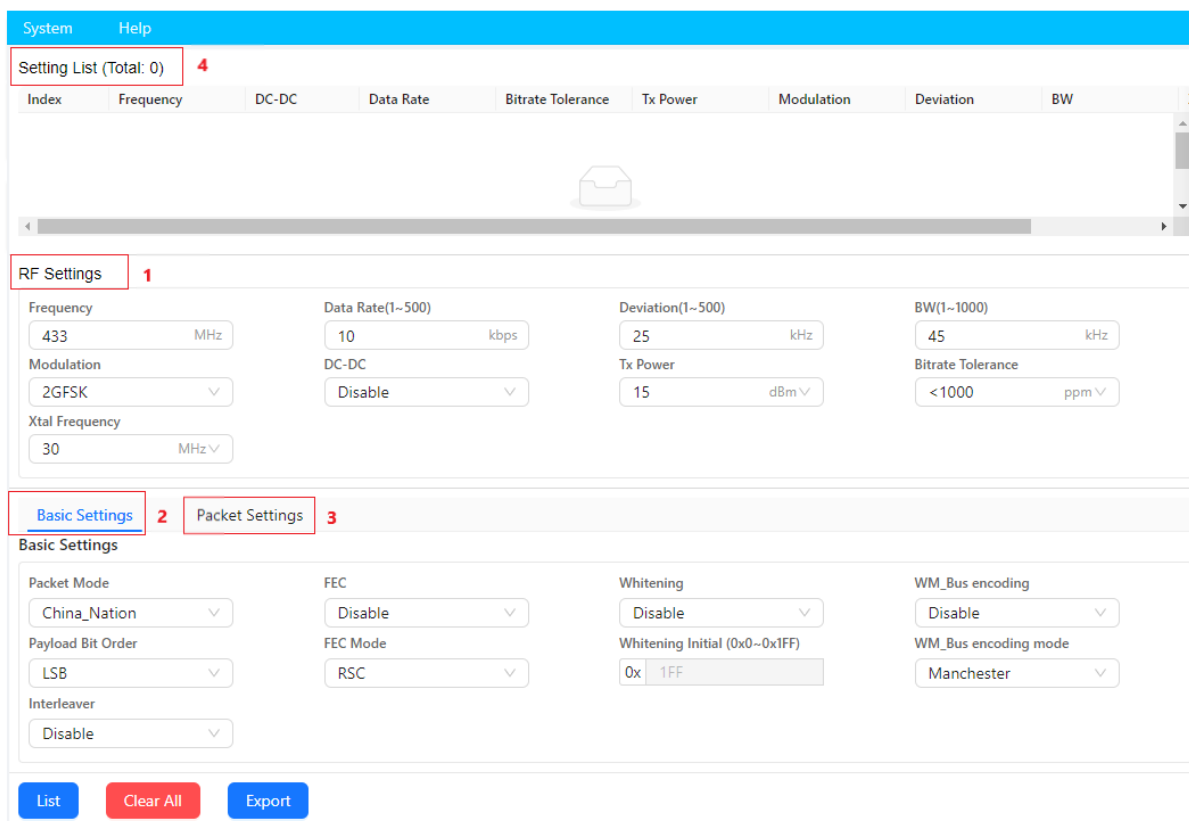 System Help
Setting List (Total: 0) 4
Index Frequency DC-DC Data Rate Bitrate Tolerance Tx Power Modulation Deviation BW
RF Settings 1
Frequency Data Rate(1~500) Deviation(1~500) BW(1~1000)
433 MHz 10 kbps 25 kHz 45 kHz
Modulation DC-DC Tx Power Bitrate Tolerance
2GFSK Disable 15 dBm <1000 ppm
Xtal Frequency
30 MHz
Basic Settings 2 Packet Settings 3
Basic Settings
Packet Mode FEC Whitening WM_Bus encoding
China_Nation Disable Disable Disable
Payload Bit Order FEC Mode Whitening Initial (0x0~0x1FF) WM_Bus encoding mode
LSB RSC 0x 1FF Manchester
Interleaver
Disable
List Clear All Export